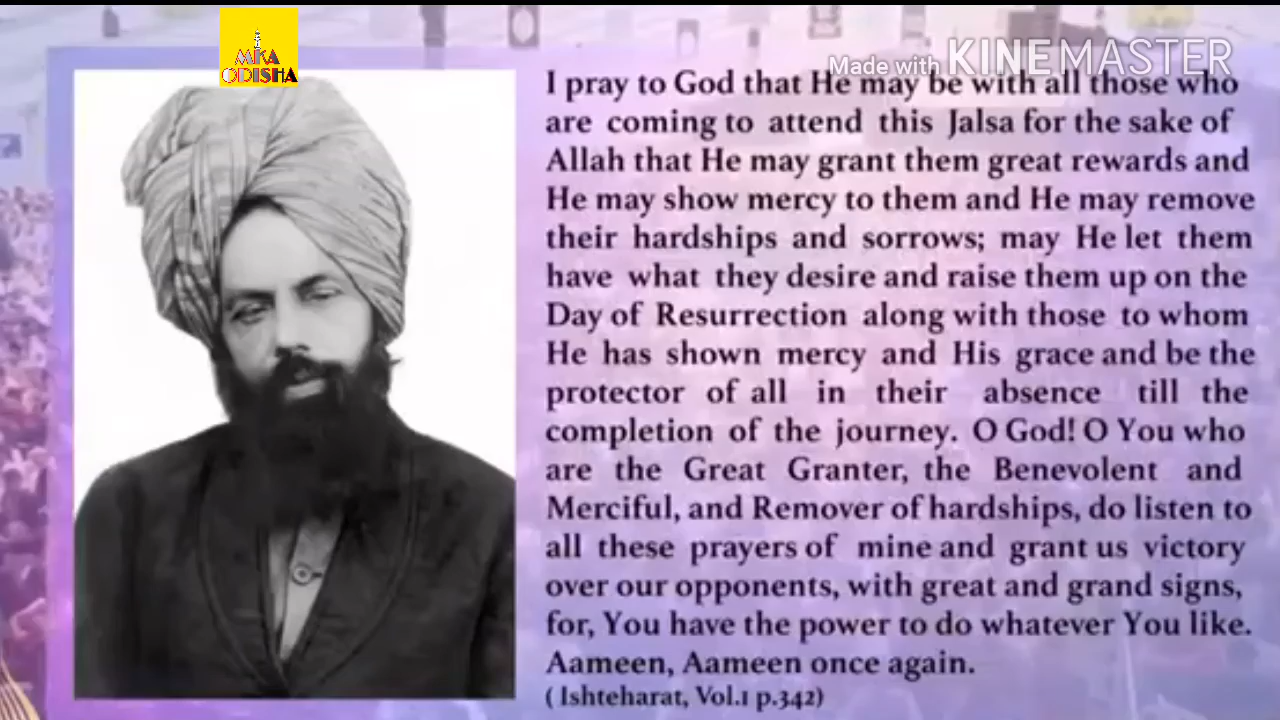 MKA
ODISHA
Made with KINEMASTER
I pray to God that He may be with all those who
are coming to attend this Jalsa for the sake of
Allah that He may grant them great rewards and
He may show mercy to them and He may remove
their hardships and sorrows; may He let them
have what they desire and raise them up on the
Day of Resurrection along with those to whom
He has shown mercy and His grace and be the
protector of all in their absence till the
completion of the journey. O God! O You who
are the Great Granter, the Benevolent and
Merciful, and Remover of hardships, do listen to
all these prayers of mine and grant us victory
over our opponents, with great and grand signs,
for, You have the power to do whatever You like.
Aameen, Aameen once again.
( Ishteharat, Vol.1 p.342)